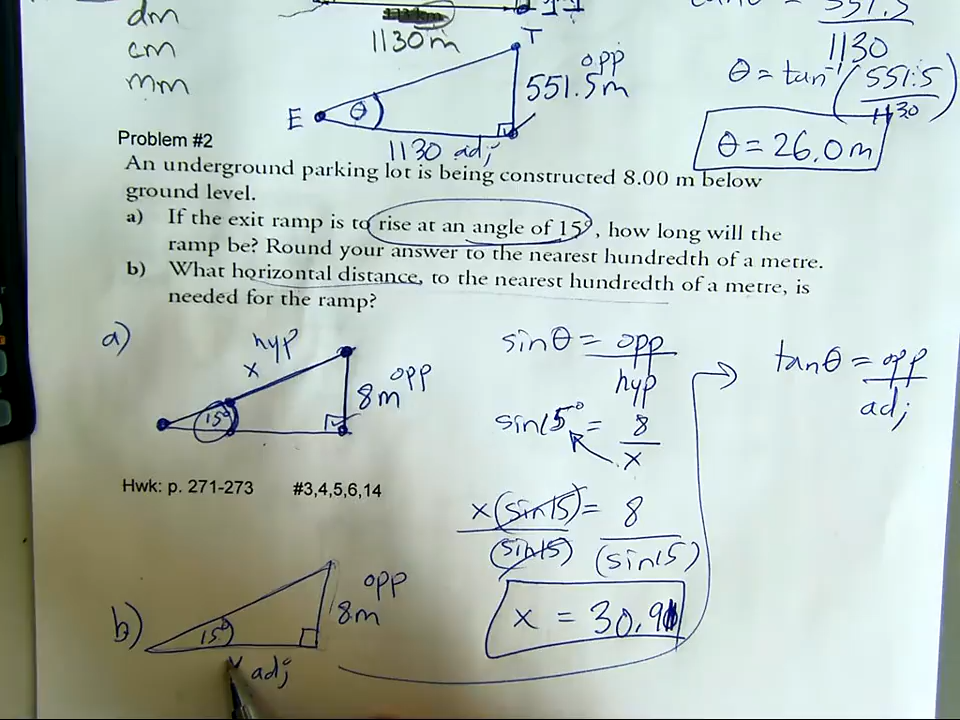 dm
cm
mm
1130m
T
opp
551.5m
E
θ
1130 adj
1130
θ = tan⁻¹(551.5/1130)
θ = 26.0m
Problem #2
An underground parking lot is being constructed 8.00 m below
ground level.
a) If the exit ramp is to rise at an angle of 15°, how long will the
ramp be? Round your answer to the nearest hundredth of a metre.
b) What horizontal distance, to the nearest hundredth of a metre, is
needed for the ramp?
a)
hyp
x
opp
8m
15°
sinθ = opp/hyp
sin15° = 8/x
x(sin15)/(sin15) = 8/(sin15)
x = 30.91
tanθ = opp/adj
Hwk: p. 271-273 #3,4,5,6,14
b)
opp
8m
15°
adj